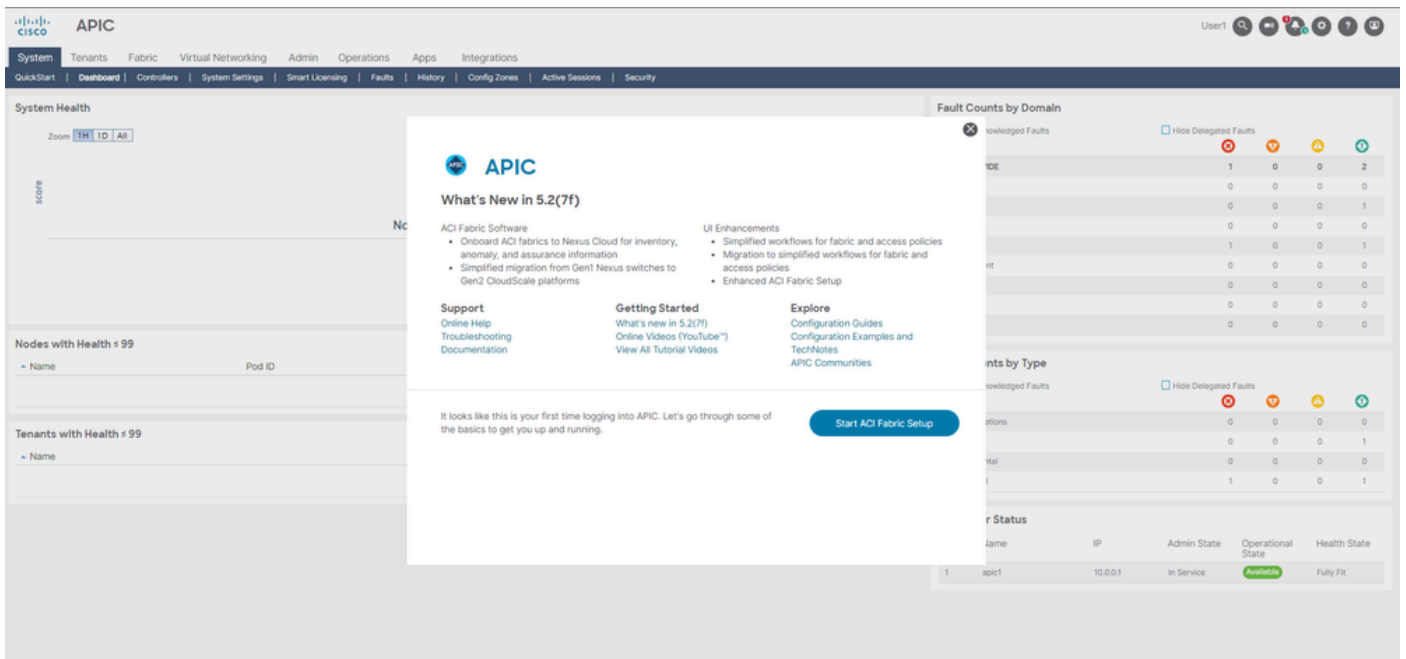 CISCO
APIC
User1
System Tenants Fabric Virtual Networking Admin Operations Apps Integrations
QuickStart | Dashboard | Controllers | System Settings | Smart Licensing | Faults | History | Config Zones | Active Sessions | Security
System Health
Zoom 1H 1D All
score
Nodes with Health ≤ 99
Name Pod ID
Tenants with Health ≤ 99
Name
APIC
What's New in 5.2(7f)
ACI Fabric Software
• Onboard ACI fabrics to Nexus Cloud for inventory,
anomaly, and assurance information
• Simplified migration from Gen1 Nexus switches to
Gen2 CloudScale platforms
UI Enhancements
• Simplified workflows for fabric and access policies
• Migration to simplified workflows for fabric and
access policies
• Enhanced ACI Fabric Setup
Support
Online Help
Troubleshooting
Documentation
Getting Started
What's new in 5.2(7f)
Online Videos (YouTube™)
View All Tutorial Videos
Explore
Configuration Guides
Configuration Examples and
TechNotes
APIC Communities
It looks like this is your first time logging into APIC. Let's go through some of
the basics to get you up and running.
Start ACI Fabric Setup
Fault Counts by Domain
Faults Hide Delegated Faults
1 0 0 2
0 0 0 0
0 0 0 1
0 0 0 0
1 0 0 1
0 0 0 0
0 0 0 0
0 0 0 0
0 0 0 0
by Type
Faults Hide Delegated Faults
0 0 0 0
0 0 0 1
0 0 0 0
1 0 0 1
Status
IP Admin State Operational State Health State
1 apic1 10.0.0.1 In Service Available Fully Fit